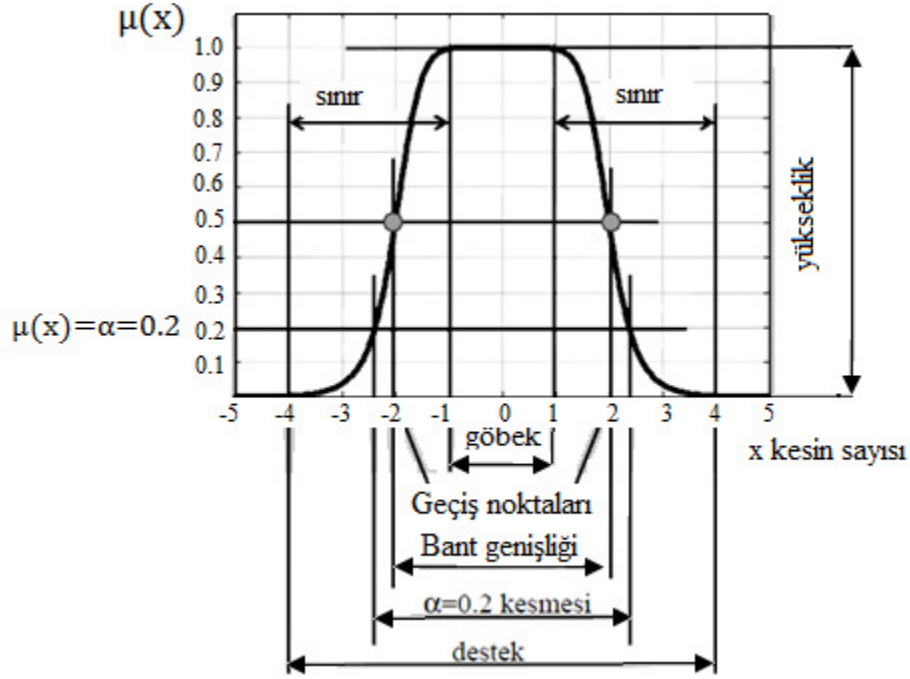 μ(x)
1.0
0.9
sınır
sınır
0.8
0.7
0.6
yükseklik
0.5
0.4
0.3
μ(x)=α=0.2
0.2
0.1
-5 -4 -3 -2 -1 0 1 2 3 4 5
göbek
x kesin sayısı
Geçiş noktaları
Bant genişliği
α=0.2 kesmesi
destek